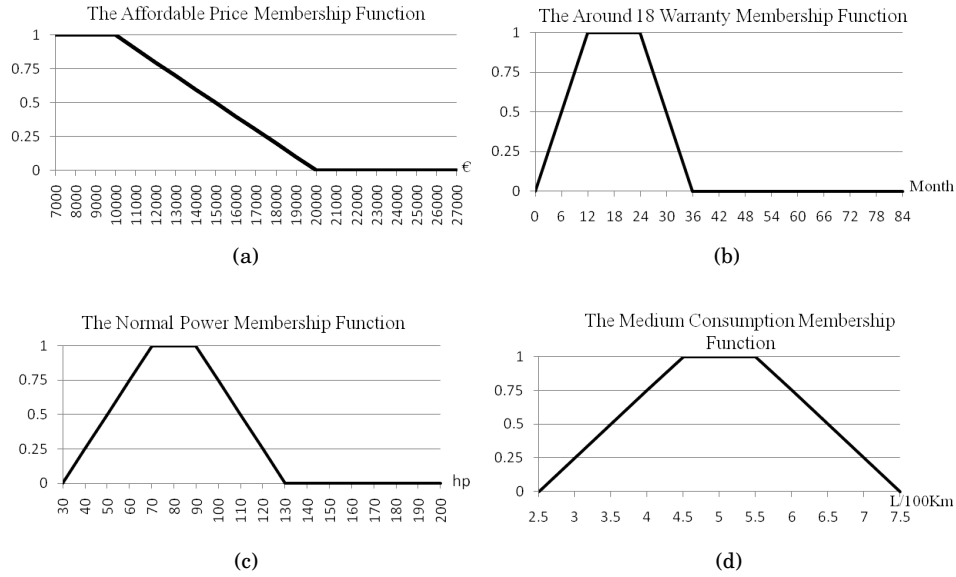 The Affordable Price Membership Function
1
0.75
0.5
0.25
0
€
7000 8000 9000 10000 11000 12000 13000 14000 15000 16000 17000 18000 19000 20000 21000 22000 23000 24000 25000 26000 27000
(a)
The Around 18 Warranty Membership Function
1
0.75
0.5
0.25
0
Month
0 6 12 18 24 30 36 42 48 54 60 66 72 78 84
(b)
The Normal Power Membership Function
1
0.75
0.5
0.25
0
hp
30 40 50 60 70 80 90 100 110 120 130 140 150 160 170 180 190 200
(c)
The Medium Consumption Membership
Function
1
0.75
0.5
0.25
0
L/100Km
2.5 3 3.5 4 4.5 5 5.5 6 6.5 7 7.5
(d)